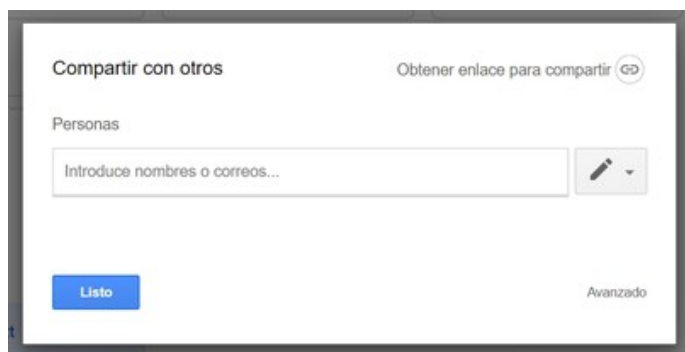 Compartir con otros
Obtener enlace para compartir
Personas
Introduce nombres o correos...
Listo
Avanzado
t